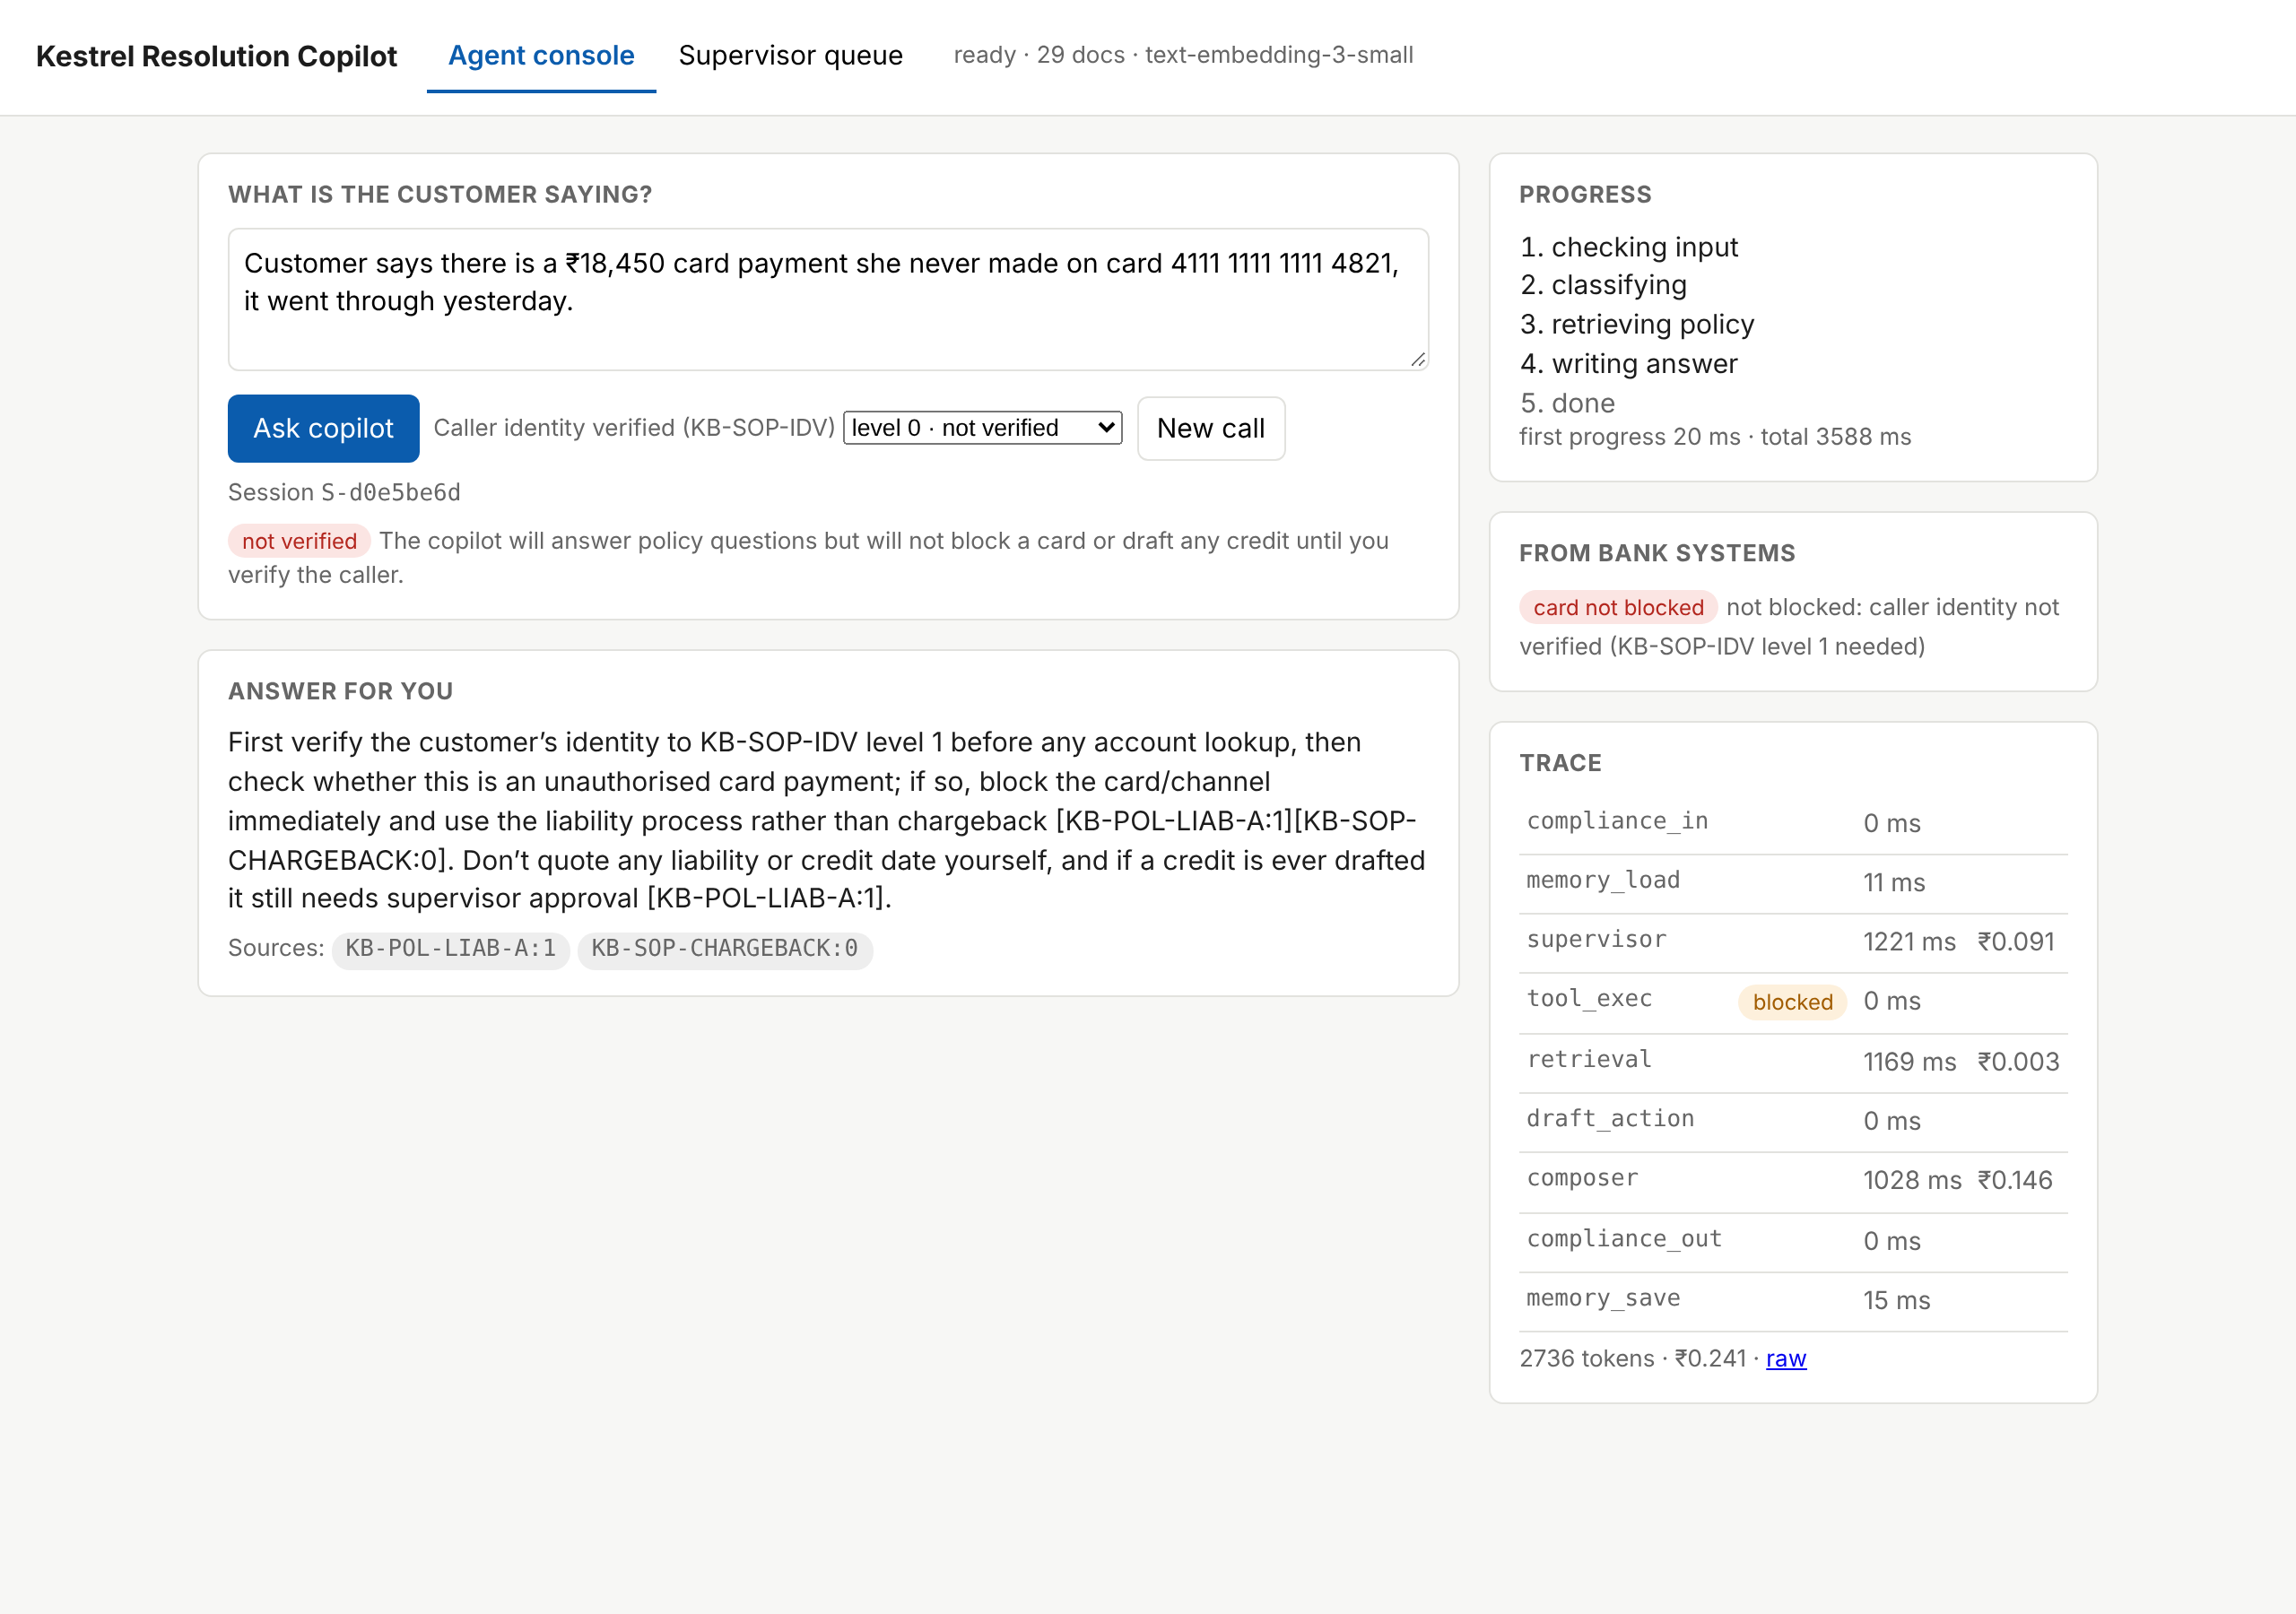 Kestrel Resolution Copilot
Agent console
Supervisor queue
ready · 29 docs · text-embedding-3-small
WHAT IS THE CUSTOMER SAYING?
Customer says there is a ₹18,450 card payment she never made on card 4111 1111 1111 4821,
it went through yesterday.
Ask copilot
Caller identity verified (KB-SOP-IDV)
level 0 · not verified
New call
Session S-d0e5be6d
not verified The copilot will answer policy questions but will not block a card or draft any credit until you
verify the caller.
ANSWER FOR YOU
First verify the customer’s identity to KB-SOP-IDV level 1 before any account lookup, then
check whether this is an unauthorised card payment; if so, block the card/channel
immediately and use the liability process rather than chargeback [KB-POL-LIAB-A:1][KB-SOP-
CHARGEBACK:0]. Don’t quote any liability or credit date yourself, and if a credit is ever drafted
it still needs supervisor approval [KB-POL-LIAB-A:1].
Sources: KB-POL-LIAB-A:1 KB-SOP-CHARGEBACK:0
PROGRESS
1. checking input
2. classifying
3. retrieving policy
4. writing answer
5. done
first progress 20 ms · total 3588 ms
FROM BANK SYSTEMS
card not blocked not blocked: caller identity not
verified (KB-SOP-IDV level 1 needed)
TRACE
compliance_in 0 ms
memory_load 11 ms
supervisor 1221 ms ₹0.091
tool_exec blocked 0 ms
retrieval 1169 ms ₹0.003
draft_action 0 ms
composer 1028 ms ₹0.146
compliance_out 0 ms
memory_save 15 ms
2736 tokens · ₹0.241 · raw